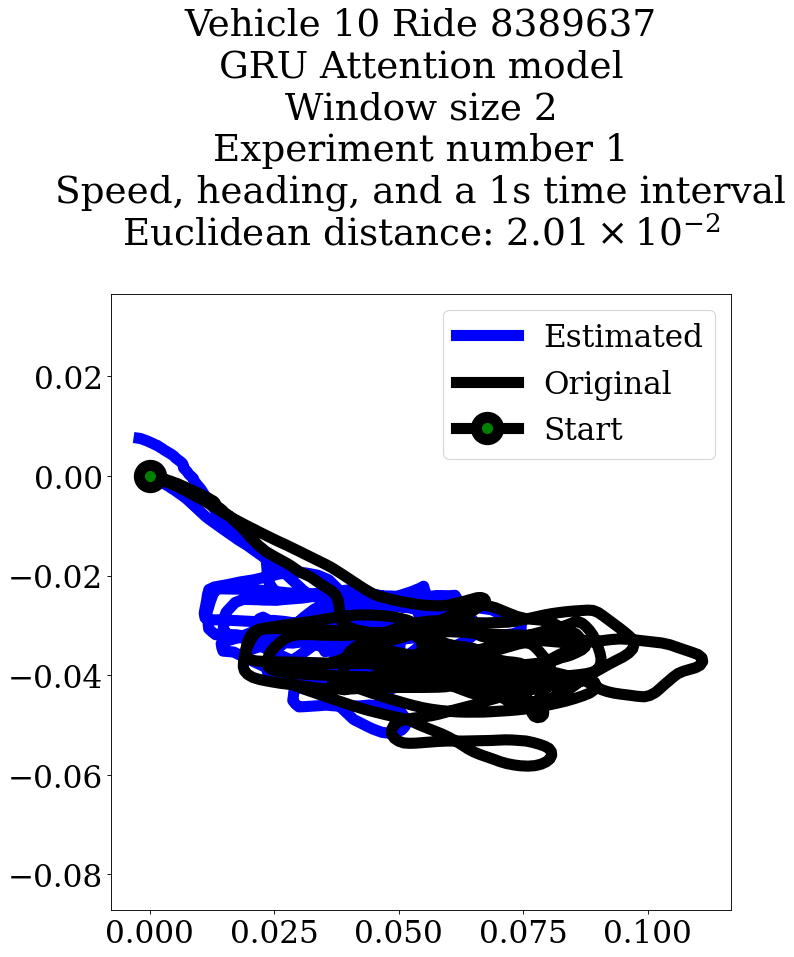 Vehicle 10 Ride 8389637
GRU Attention model
Window size 2
Experiment number 1
Speed, heading, and a 1s time interval
Euclidean distance: 2.01 × 10⁻²
Estimated
Original
Start
0.02
0.00
−0.02
−0.04
−0.06
−0.08
0.000 0.025 0.050 0.075 0.100